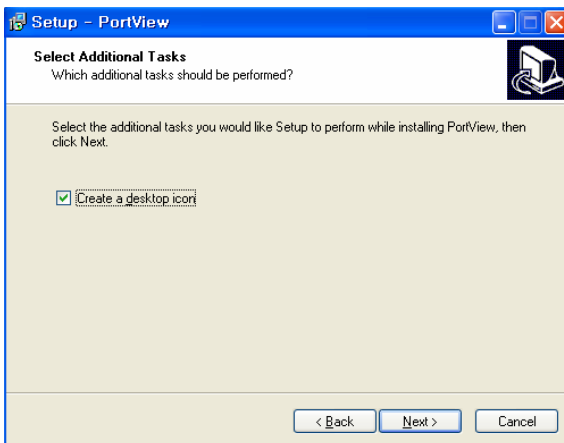 Setup - PortView
Select Additional Tasks
Which additional tasks should be performed?
Select the additional tasks you would like Setup to perform while installing PortView, then
click Next.
Create a desktop icon
< Back
Next >
Cancel